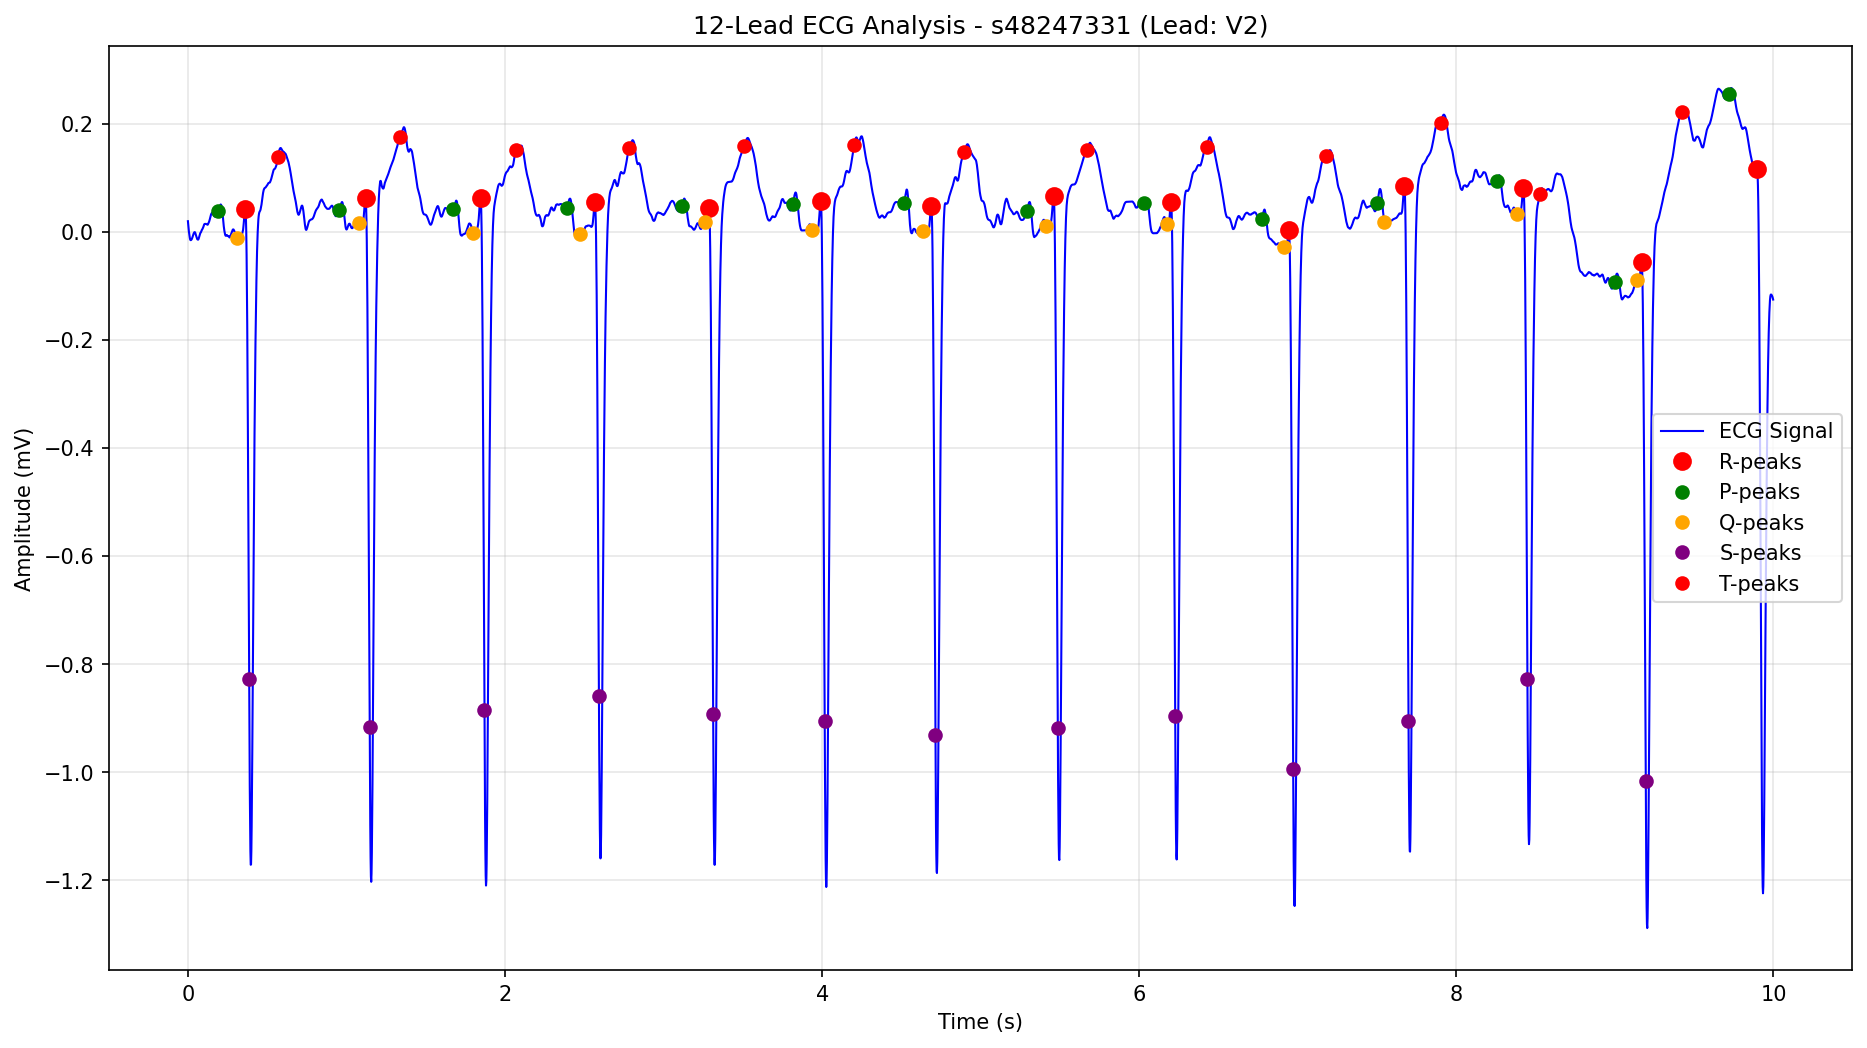 12-Lead ECG Analysis - s48247331 (Lead: V2)
Amplitude (mV)
0.2
0.0
−0.2
−0.4
−0.6
−0.8
−1.0
−1.2
ECG Signal
R-peaks
P-peaks
Q-peaks
S-peaks
T-peaks
0 2 4 6 8 10
Time (s)